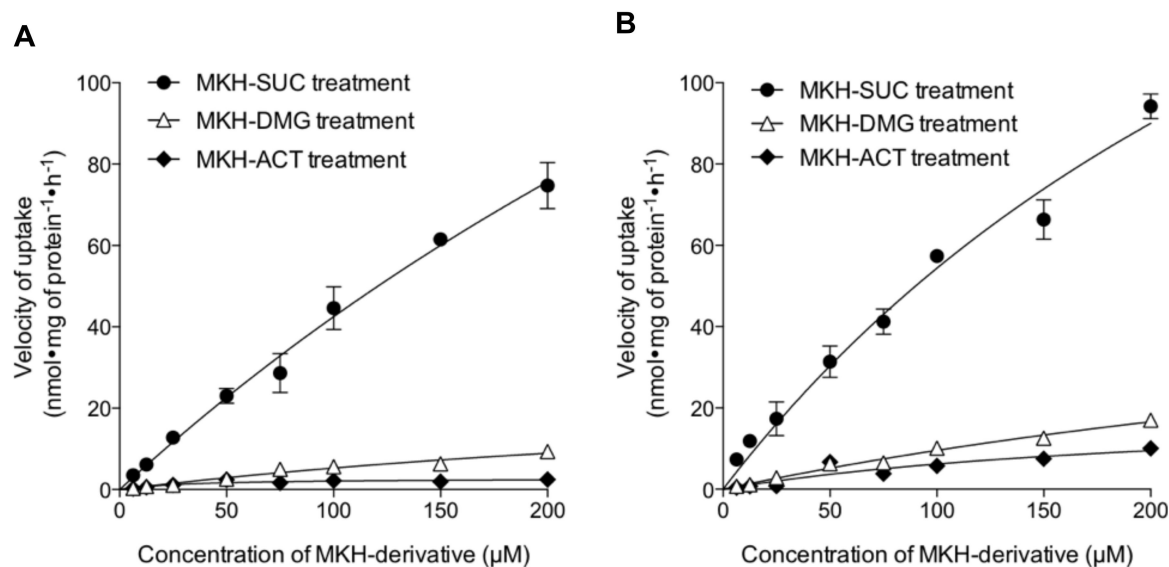 A
Velocity of uptake
(nmol•mg of protein⁻¹•h⁻¹)
100
80
60
40
20
0
MKH-SUC treatment
MKH-DMG treatment
MKH-ACT treatment
0 50 100 150 200
Concentration of MKH-derivative (µM)
B
Velocity of uptake
(nmol•mg of protein⁻¹•h⁻¹)
100
80
60
40
20
0
MKH-SUC treatment
MKH-DMG treatment
MKH-ACT treatment
0 50 100 150 200
Concentration of MKH-derivative (µM)